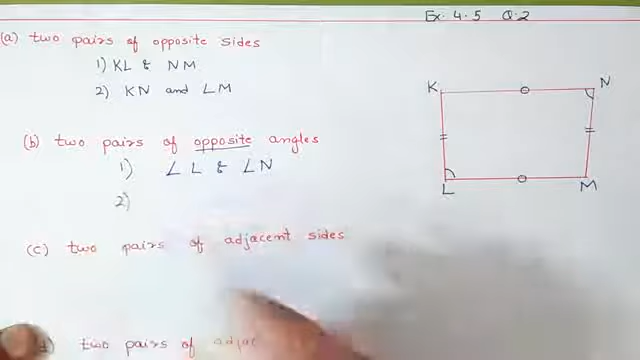 Ex. 4.5 Q.2
(a) two pairs of opposite sides
1) KL & NM
2) KN and LM
K
N
(b) two pairs of opposite angles
1) ∠L & ∠N
2)
L
M
(c) two pairs of adjacent sides
two pairs of